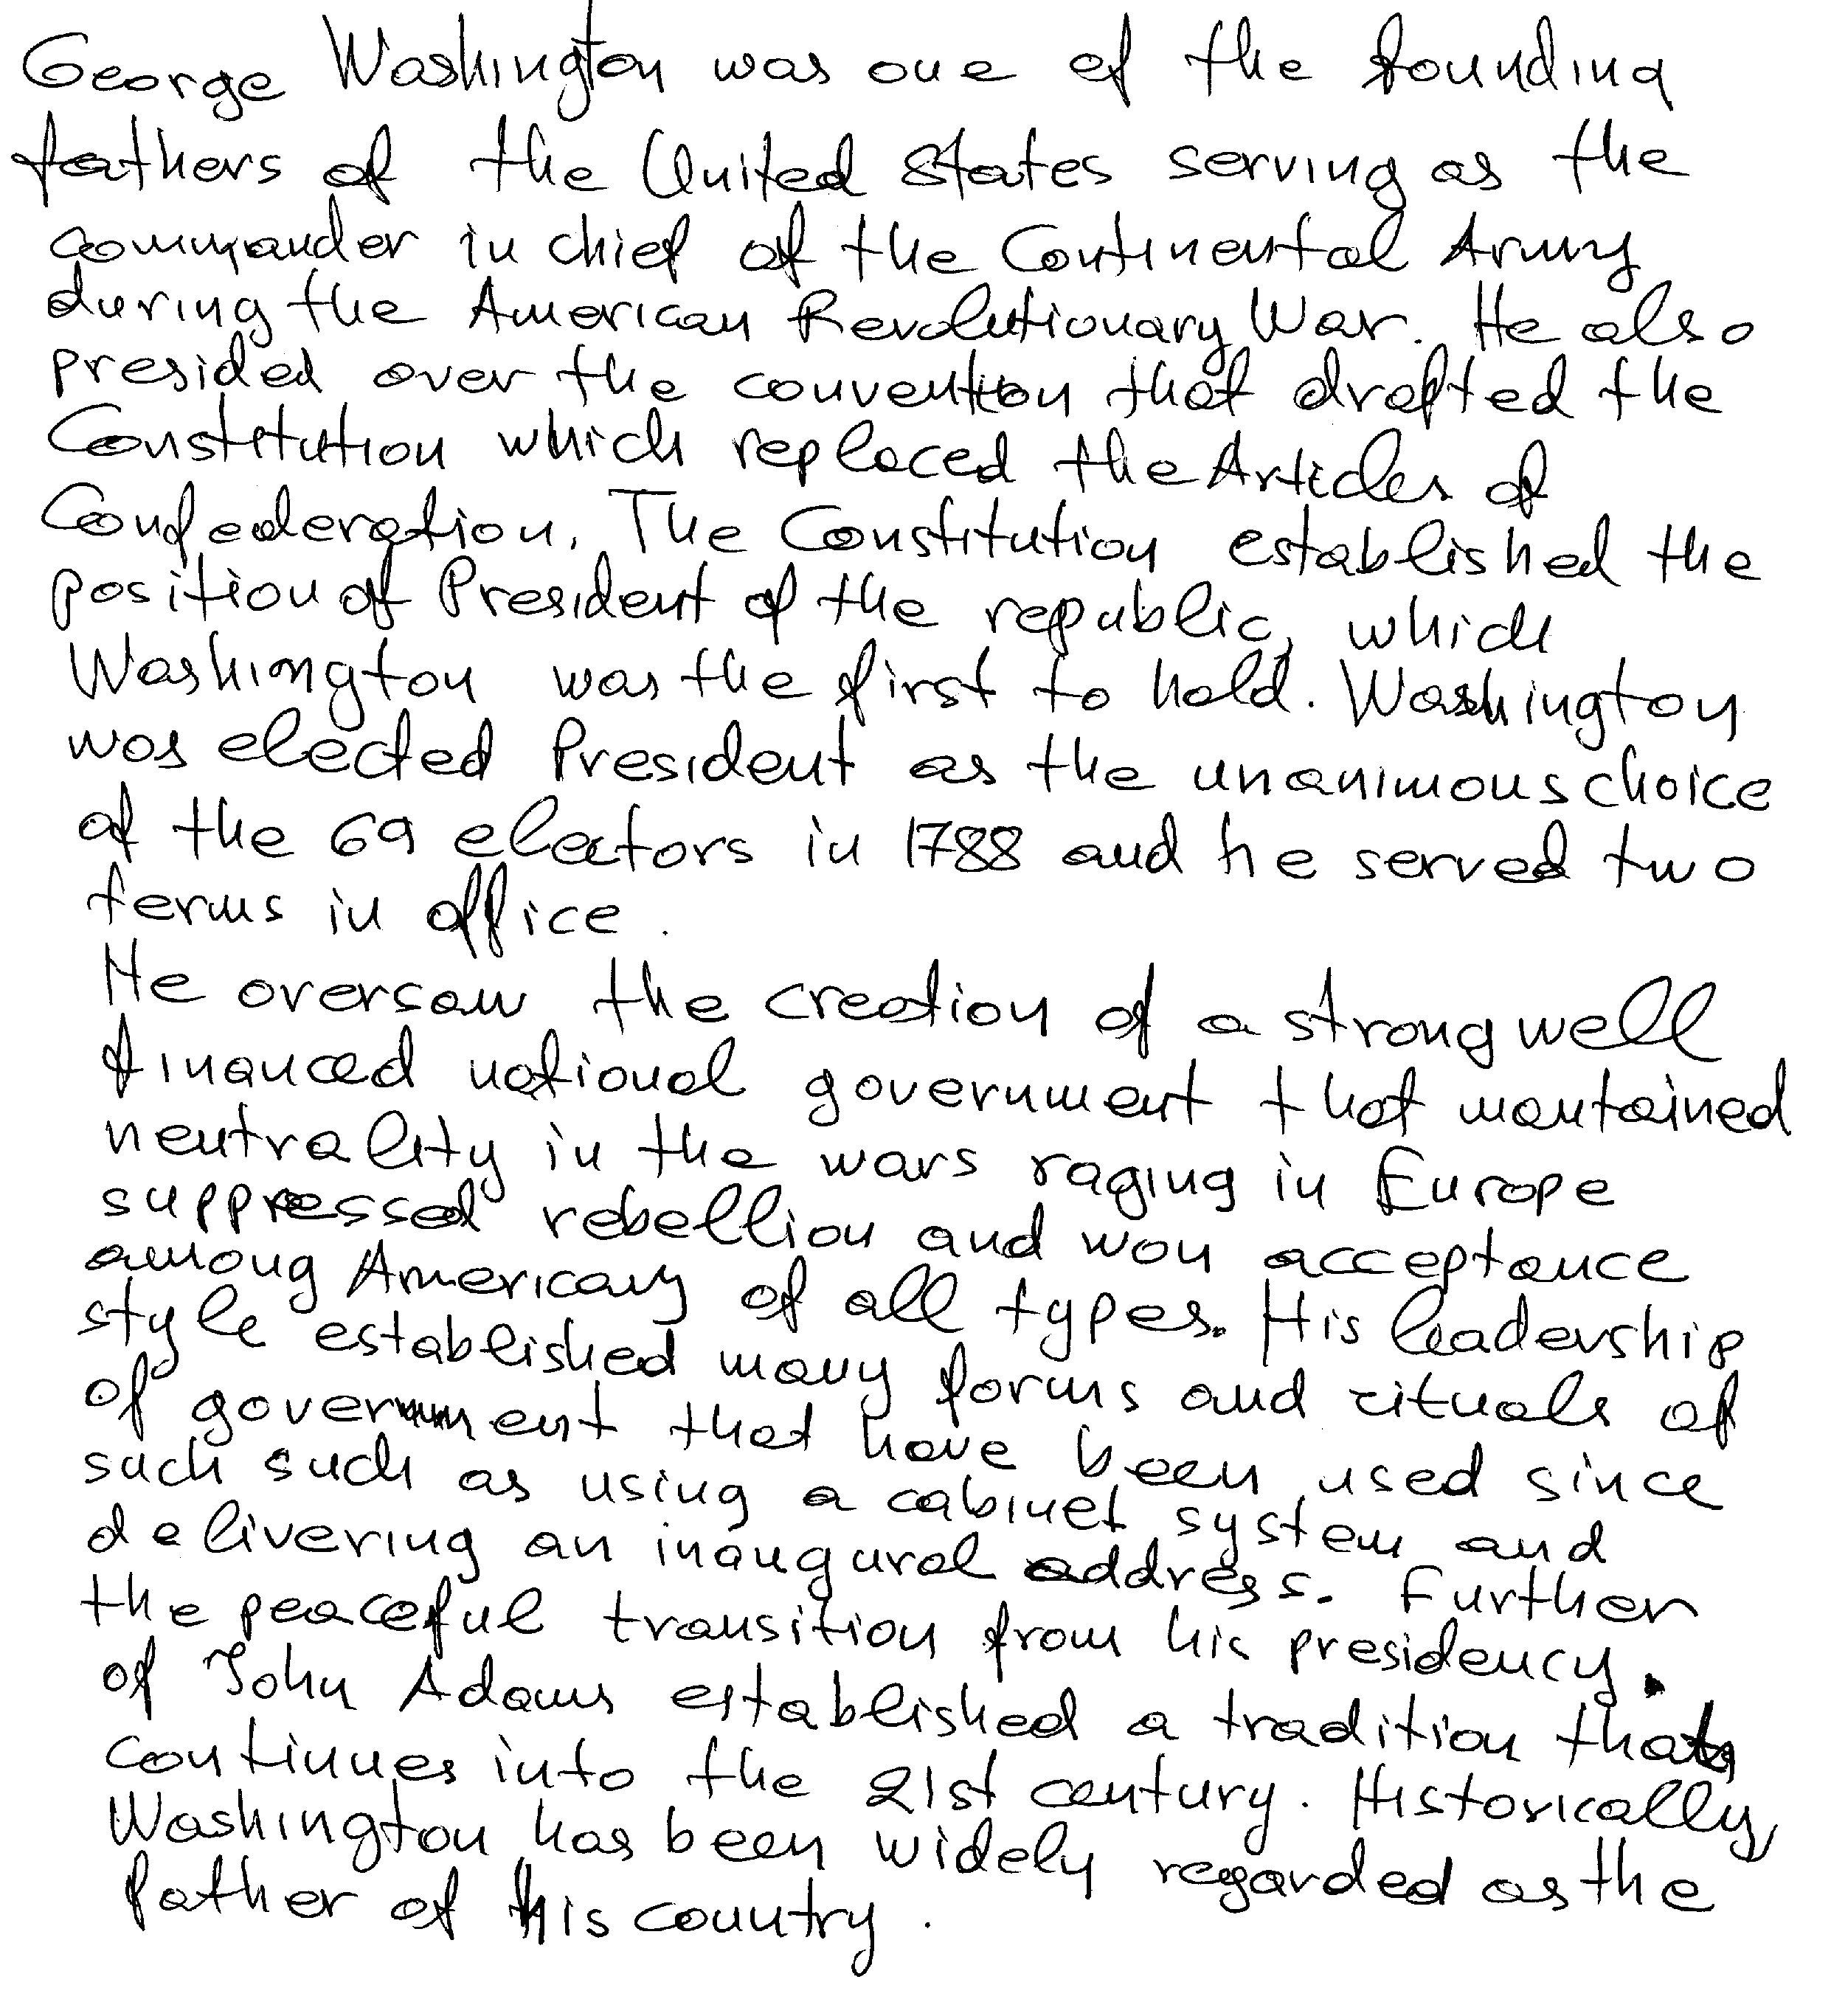 George Washington was one of the founding
fathers of the United States serving as the
commander in chief of the Continental Army
during the American Revolutionary War. He also
presided over the convention that drafted the
Constitution which replaced the Articles of
Confederation. The Constitution established the
position of President of the republic, which
Washington was the first to hold. Washington
was elected President as the unanimous choice
of the 69 electors in 1788 and he served two
terms in office.
He oversaw the creation of a strong well
financed national government that mantained
neutrality in the wars raging in Europe
suppressed rebellion and won acceptance
among Americans of all types. His leadership
style established many forms and rituals of
of government that have been used since
such such as using a cabinet system and
delivering an inaugural address. Further
the peaceful transition from his presidency.
of John Adams established a tradition that
continues into the 21st century. Historically,
Washington has been widely regarded as the
father of his country.